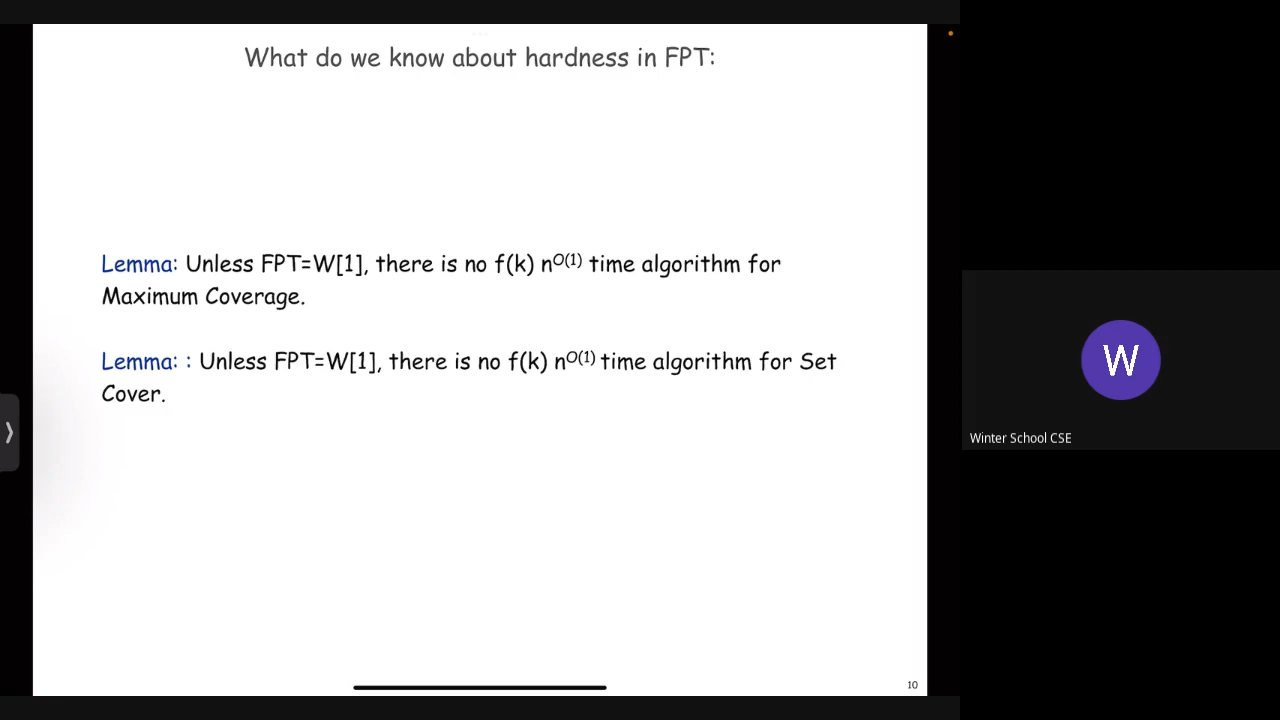 What do we know about hardness in FPT:
Lemma: Unless FPT=W[1], there is no f(k) n^O(1) time algorithm for
Maximum Coverage.
Lemma: : Unless FPT=W[1], there is no f(k) n^O(1) time algorithm for Set
Cover.
10
W
Winter School CSE